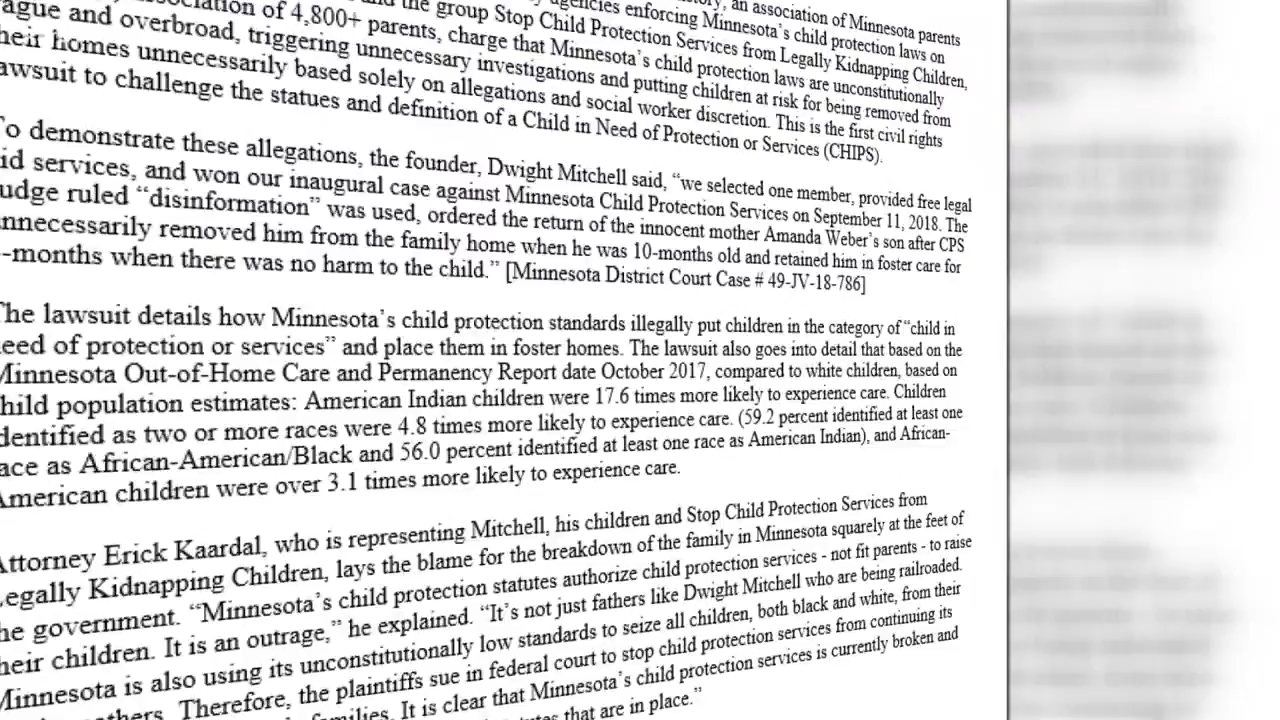 an association of Minnesota parents
agencies enforcing Minnesota's child protection laws on
ociation of 4,800+ parents, and the group Stop Child Protection Services from Legally Kidnapping Children,
ague and overbroad, triggering unnecessary investigations and putting children at risk for being removed from
charge that Minnesota's child protection laws are unconstitutionally
heir homes unnecessarily based solely on allegations and social worker discretion. This is the first civil rights
awsuit to challenge the statues and definition of a Child in Need of Protection or Services (CHIPS).
To demonstrate these allegations, the founder, Dwight Mitchell said, “we selected one member, provided free legal
id services, and won our inaugural case against Minnesota Child Protection Services on September 11, 2018. The
udge ruled “disinformation” was used, ordered the return of the innocent mother Amanda Weber's son after CPS
nnecessarily removed him from the family home when he was 10-months old and retained him in foster care for
-months when there was no harm to the child.” [Minnesota District Court Case # 49-JV-18-786]
The lawsuit details how Minnesota's child protection standards illegally put children in the category of “child in
eed of protection or services” and place them in foster homes. The lawsuit also goes into detail that based on the
Minnesota Out-of-Home Care and Permanency Report date October 2017, compared to white children, based on
hild population estimates: American Indian children were 17.6 times more likely to experience care. Children
dentified as two or more races were 4.8 times more likely to experience care. (59.2 percent identified at least one
ace as African-American/Black and 56.0 percent identified at least one race as American Indian), and African-
American children were over 3.1 times more likely to experience care.
Attorney Erick Kaardal, who is representing Mitchell, his children and Stop Child Protection Services from
Legally Kidnapping Children, lays the blame for the breakdown of the family in Minnesota squarely at the feet of
he government. “Minnesota's child protection statutes authorize child protection services - not fit parents - to raise
heir children. It is an outrage,” he explained. “It's not just fathers like Dwight Mitchell who are being railroaded.
Minnesota is also using its unconstitutionally low standards to seize all children, both black and white, from their
others. Therefore, the plaintiffs sue in federal court to stop child protection services from continuing its
families. It is clear that Minnesota's child protection services is currently broken and
that are in place.”